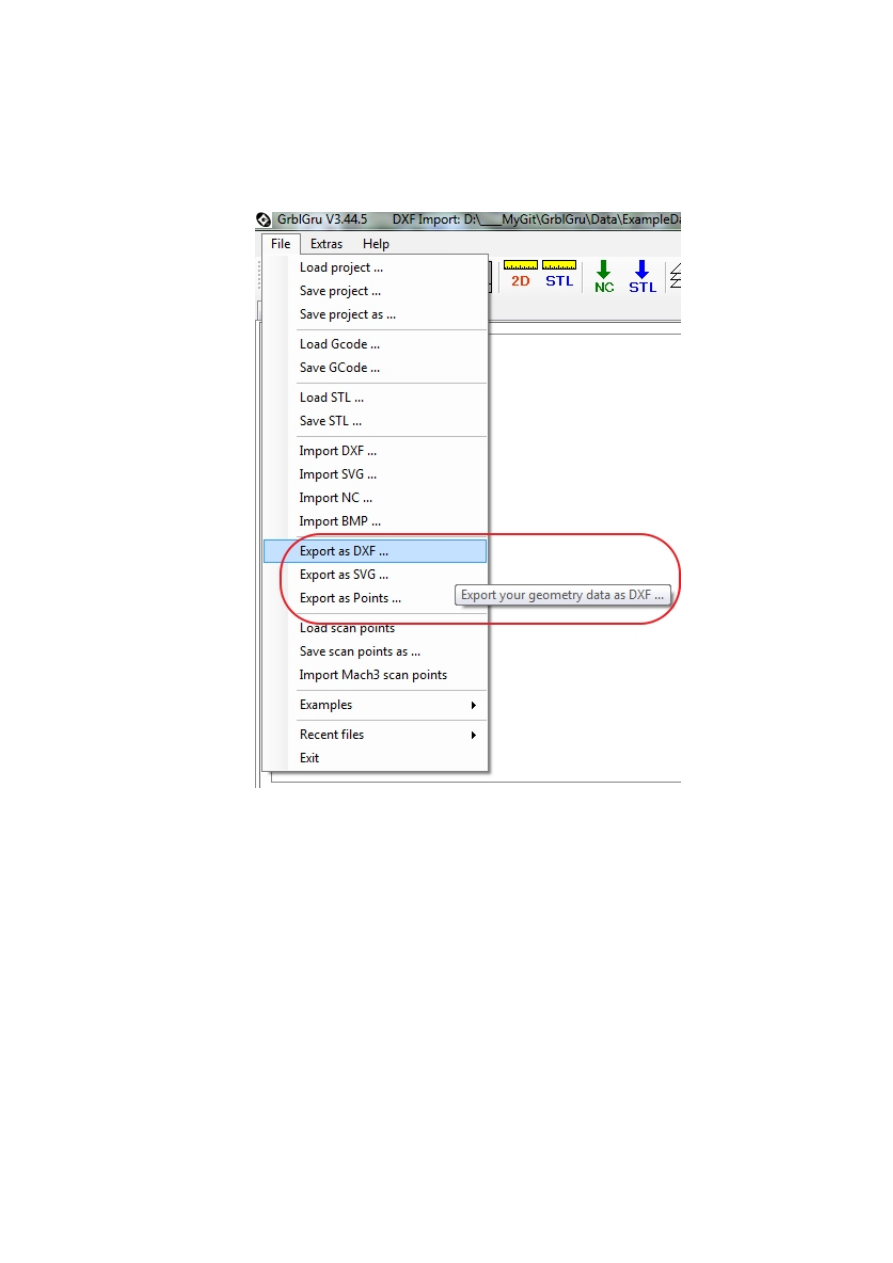 GrblGru V3.44.5 DXF Import: D:\___MyGit\GrblGru\Data\ExampleDa
File Extras Help
2D STL NC STL
Load project ...
Save project ...
Save project as ...
Load Gcode ...
Save GCode ...
Load STL ...
Save STL ...
Import DXF ...
Import SVG ...
Import NC ...
Import BMP ...
Export as DXF ...
Export as SVG ...
Export your geometry data as DXF ...
Export as Points ...
Load scan points
Save scan points as ...
Import Mach3 scan points
Examples
Recent files
Exit